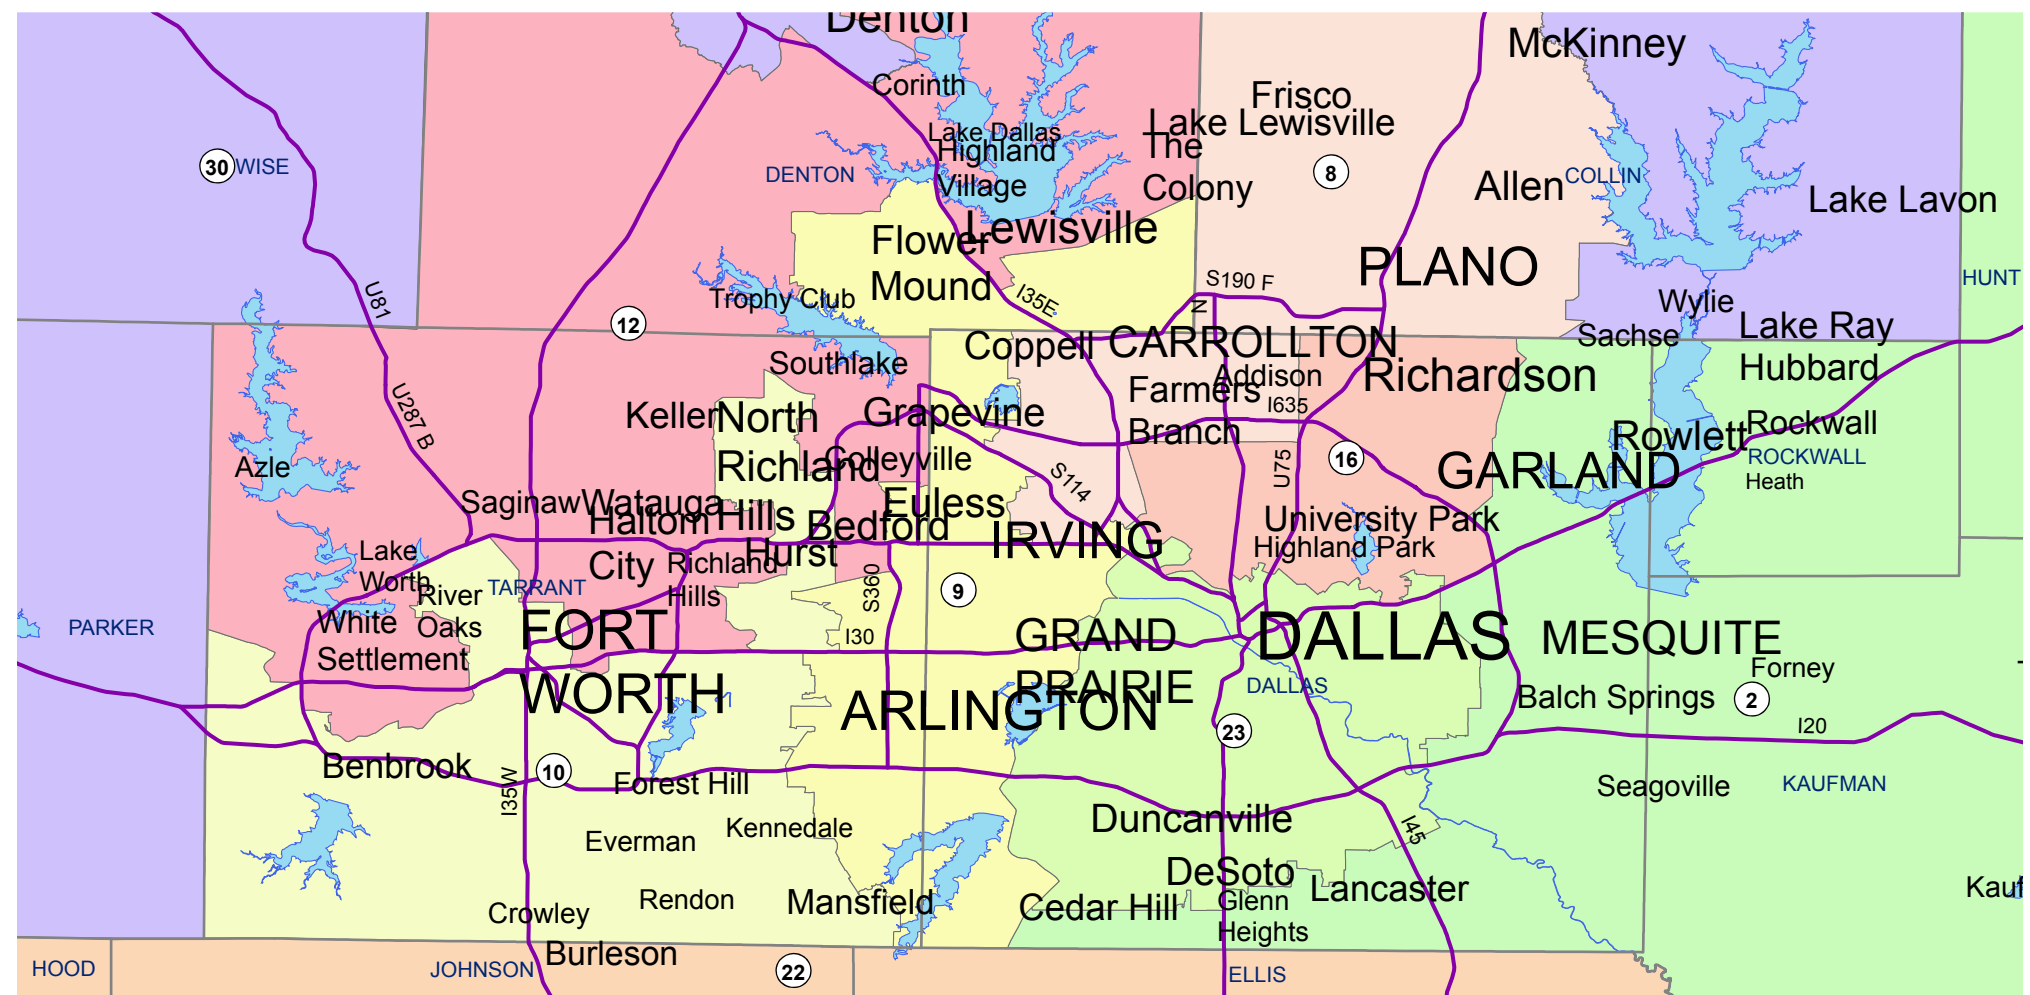 Denton
McKinney
Corinth
Frisco
Lake Lewisville
Lake Dallas
Highland
Village
The
Colony
8
30
WISE
DENTON
Allen
COLLIN
Lake Lavon
Lewisville
Flower
Mound
PLANO
HUNT
S190 F
U81
Trophy Club
I35E
N
12
Wylie
Sachse
Lake Ray
Hubbard
Coppell
CARROLLTON
Southlake
Addison
Farmers
Branch
Richardson
I635
U287 B
Keller
North
Richland
Hills
Grapevine
Rockwall
Rowlett
ROCKWALL
Heath
Azle
Colleyville
S114
U75
16
GARLAND
Saginaw
Watauga
Euless
Haltom
City
Bedford
University Park
Highland Park
IRVING
Hurst
Lake
Worth
Richland
Hills
TARRANT
River
Oaks
S360
9
PARKER
White
Settlement
FORT
WORTH
I30
GRAND
PRAIRIE
DALLAS
MESQUITE
Forney
DALLAS
Balch Springs
2
ARLINGTON
23
I20
Benbrook
10
Forest Hill
I35W
Seagoville
KAUFMAN
Duncanville
Kennedale
Everman
I45
DeSoto
Lancaster
Rendon
Mansfield
Cedar Hill
Glenn
Heights
Crowley
Kauf
Burleson
HOOD
JOHNSON
22
ELLIS